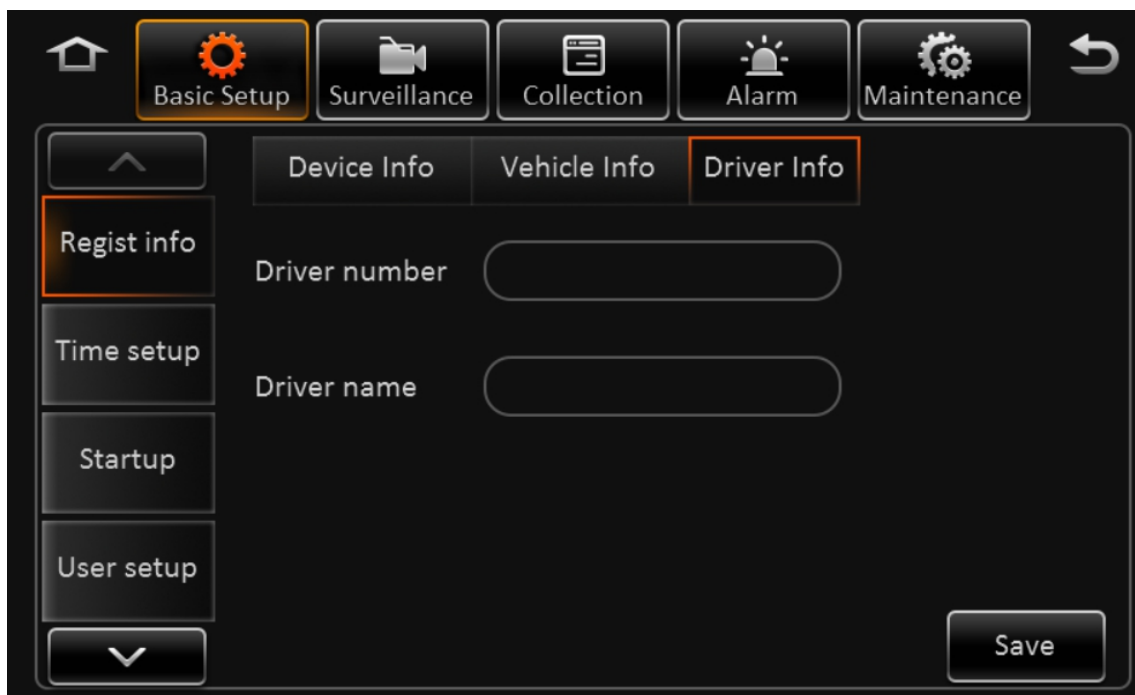 Basic Setup
Surveillance
Collection
Alarm
Maintenance
Device Info
Vehicle Info
Driver Info
Regist info
Time setup
Startup
User setup
Driver number
Driver name
Save